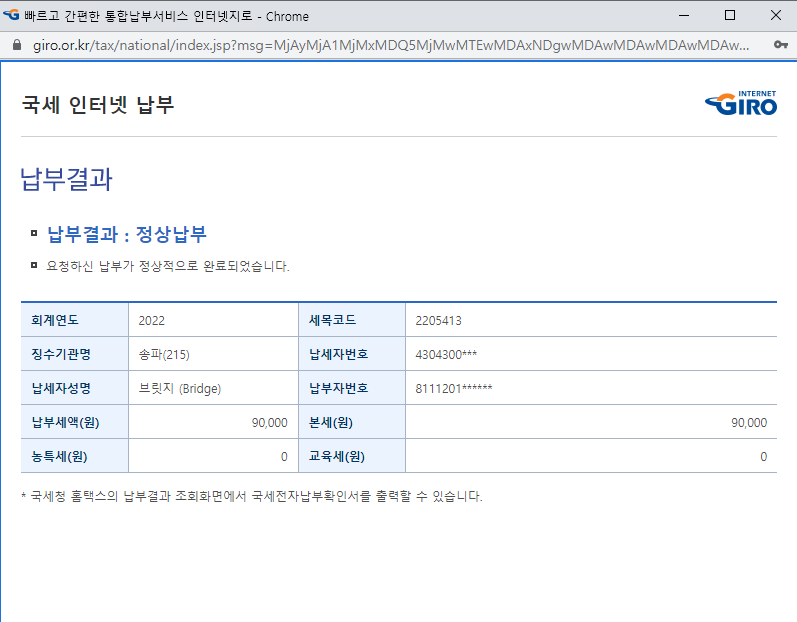 빠르고 간편한 통합납부서비스 인터넷지로 - Chrome
giro.or.kr/tax/national/index.jsp?msg=MjAyMjA1MjMxMDQ5MjMwMTEwMDAxNDgwMDAwMDAwMDAwMDAw...
국세 인터넷 납부
INTERNET
GIRO
납부결과
납부결과 : 정상납부
요청하신 납부가 정상적으로 완료되었습니다.
회계연도 2022 세목코드 2205413
징수기관명 송파(215) 납세자번호 4304300***
납세자성명 브릿지 (Bridge) 납부자번호 8111201******
납부세액(원) 90,000 본세(원) 90,000
농특세(원) 0 교육세(원) 0
* 국세청 홈택스의 납부결과 조회화면에서 국세전자납부확인서를 출력할 수 있습니다.